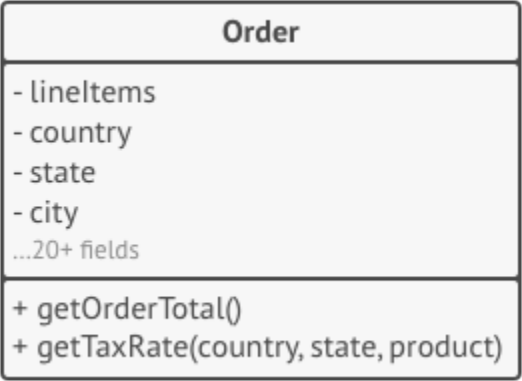 Order
- lineItems
- country
- state
- city
...20+ fields
+ getOrderTotal()
+ getTaxRate(country, state, product)